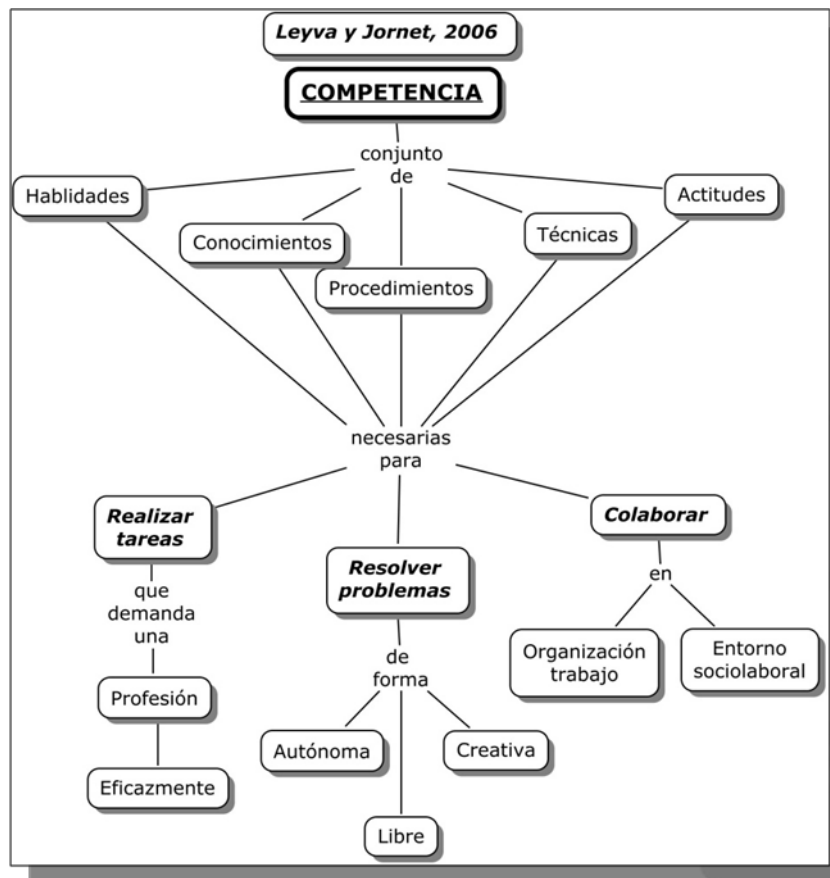 Leyva y Jornet, 2006
COMPETENCIA
conjunto
de
Hablidades
Conocimientos
Procedimientos
Técnicas
Actitudes
necesarias
para
Realizar
tareas
que
demanda
una
Profesión
Eficazmente
Resolver
problemas
de
forma
Autónoma
Libre
Creativa
Colaborar
en
Organización
trabajo
Entorno
sociolaboral